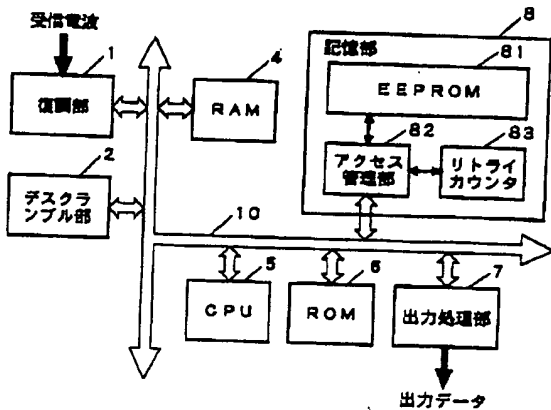 受信電波
1
復調部
4
RAM
8
記憶部
81
EEPROM
82
アクセス
管理部
83
リトライ
カウンタ
2
デスクラ
ンブル部
10
5
CPU
6
ROM
7
出力処理部
出力データ